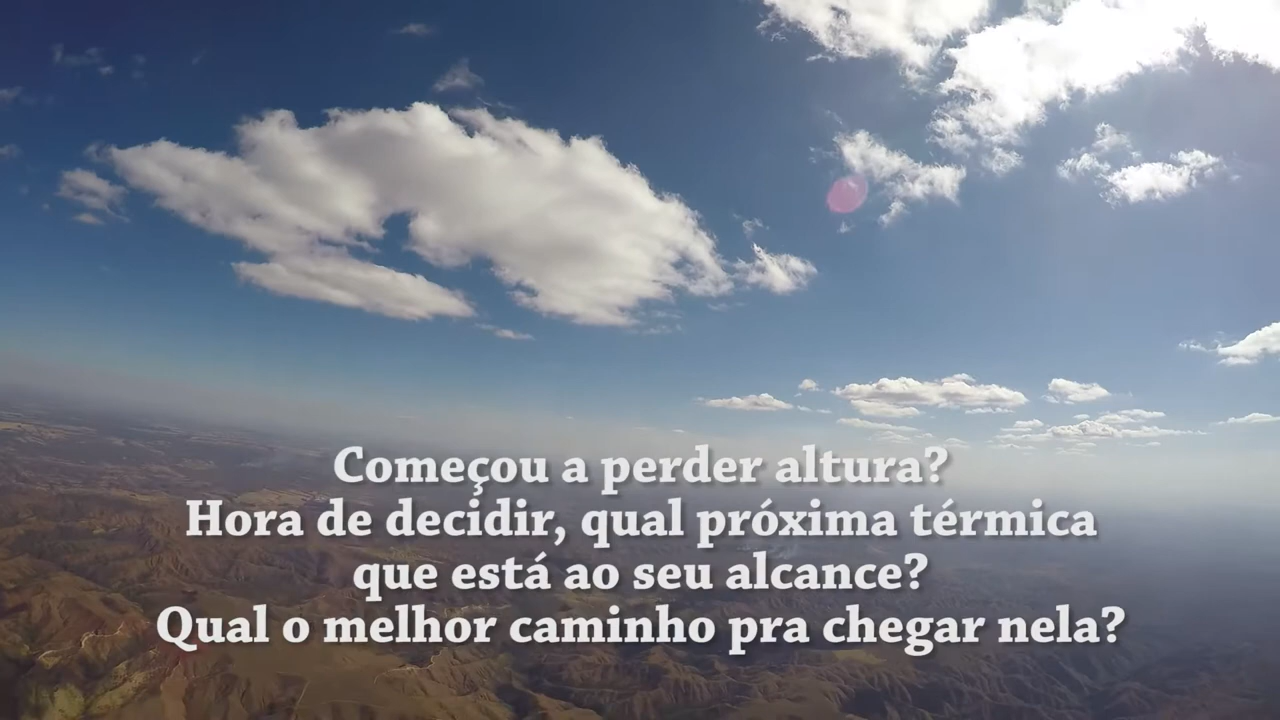 Começou a perder altura?
Hora de decidir, qual próxima térmica
que está ao seu alcance?
Qual o melhor caminho pra chegar nela?